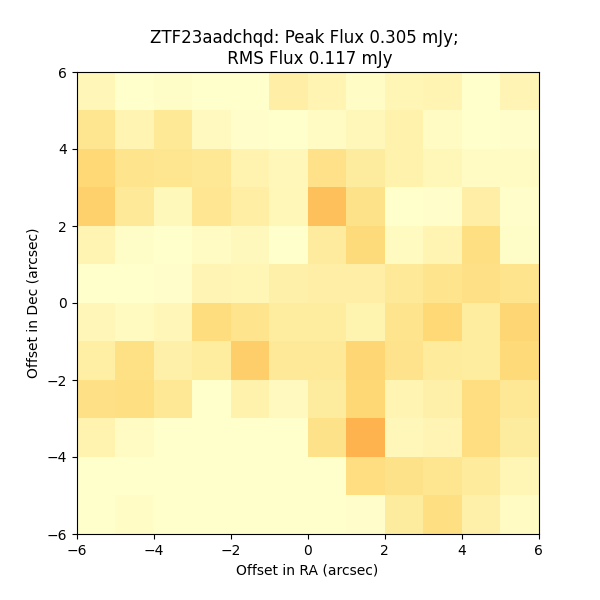 ZTF23aadchqd: Peak Flux 0.305 mJy;
RMS Flux 0.117 mJy
6
4
2
0
−2
−4
−6
Offset in Dec (arcsec)
−6 −4 −2 0 2 4 6
Offset in RA (arcsec)